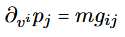 ∂_{v^i} p_j = m g_{ij}